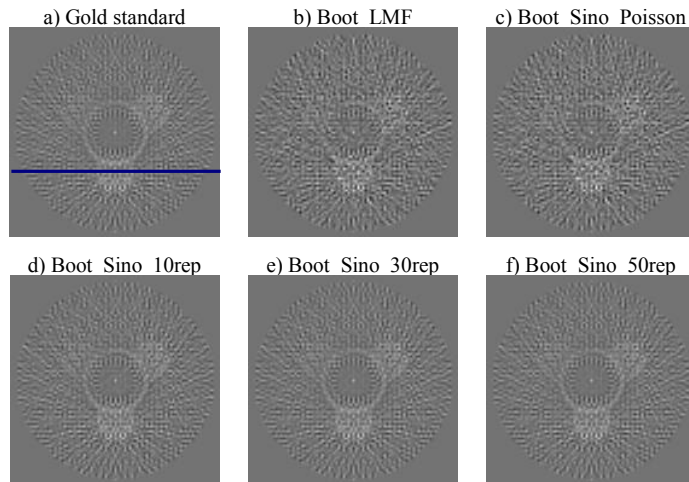 a) Gold standard
b) Boot LMF
c) Boot Sino Poisson
d) Boot Sino 10rep
e) Boot Sino 30rep
f) Boot Sino 50rep